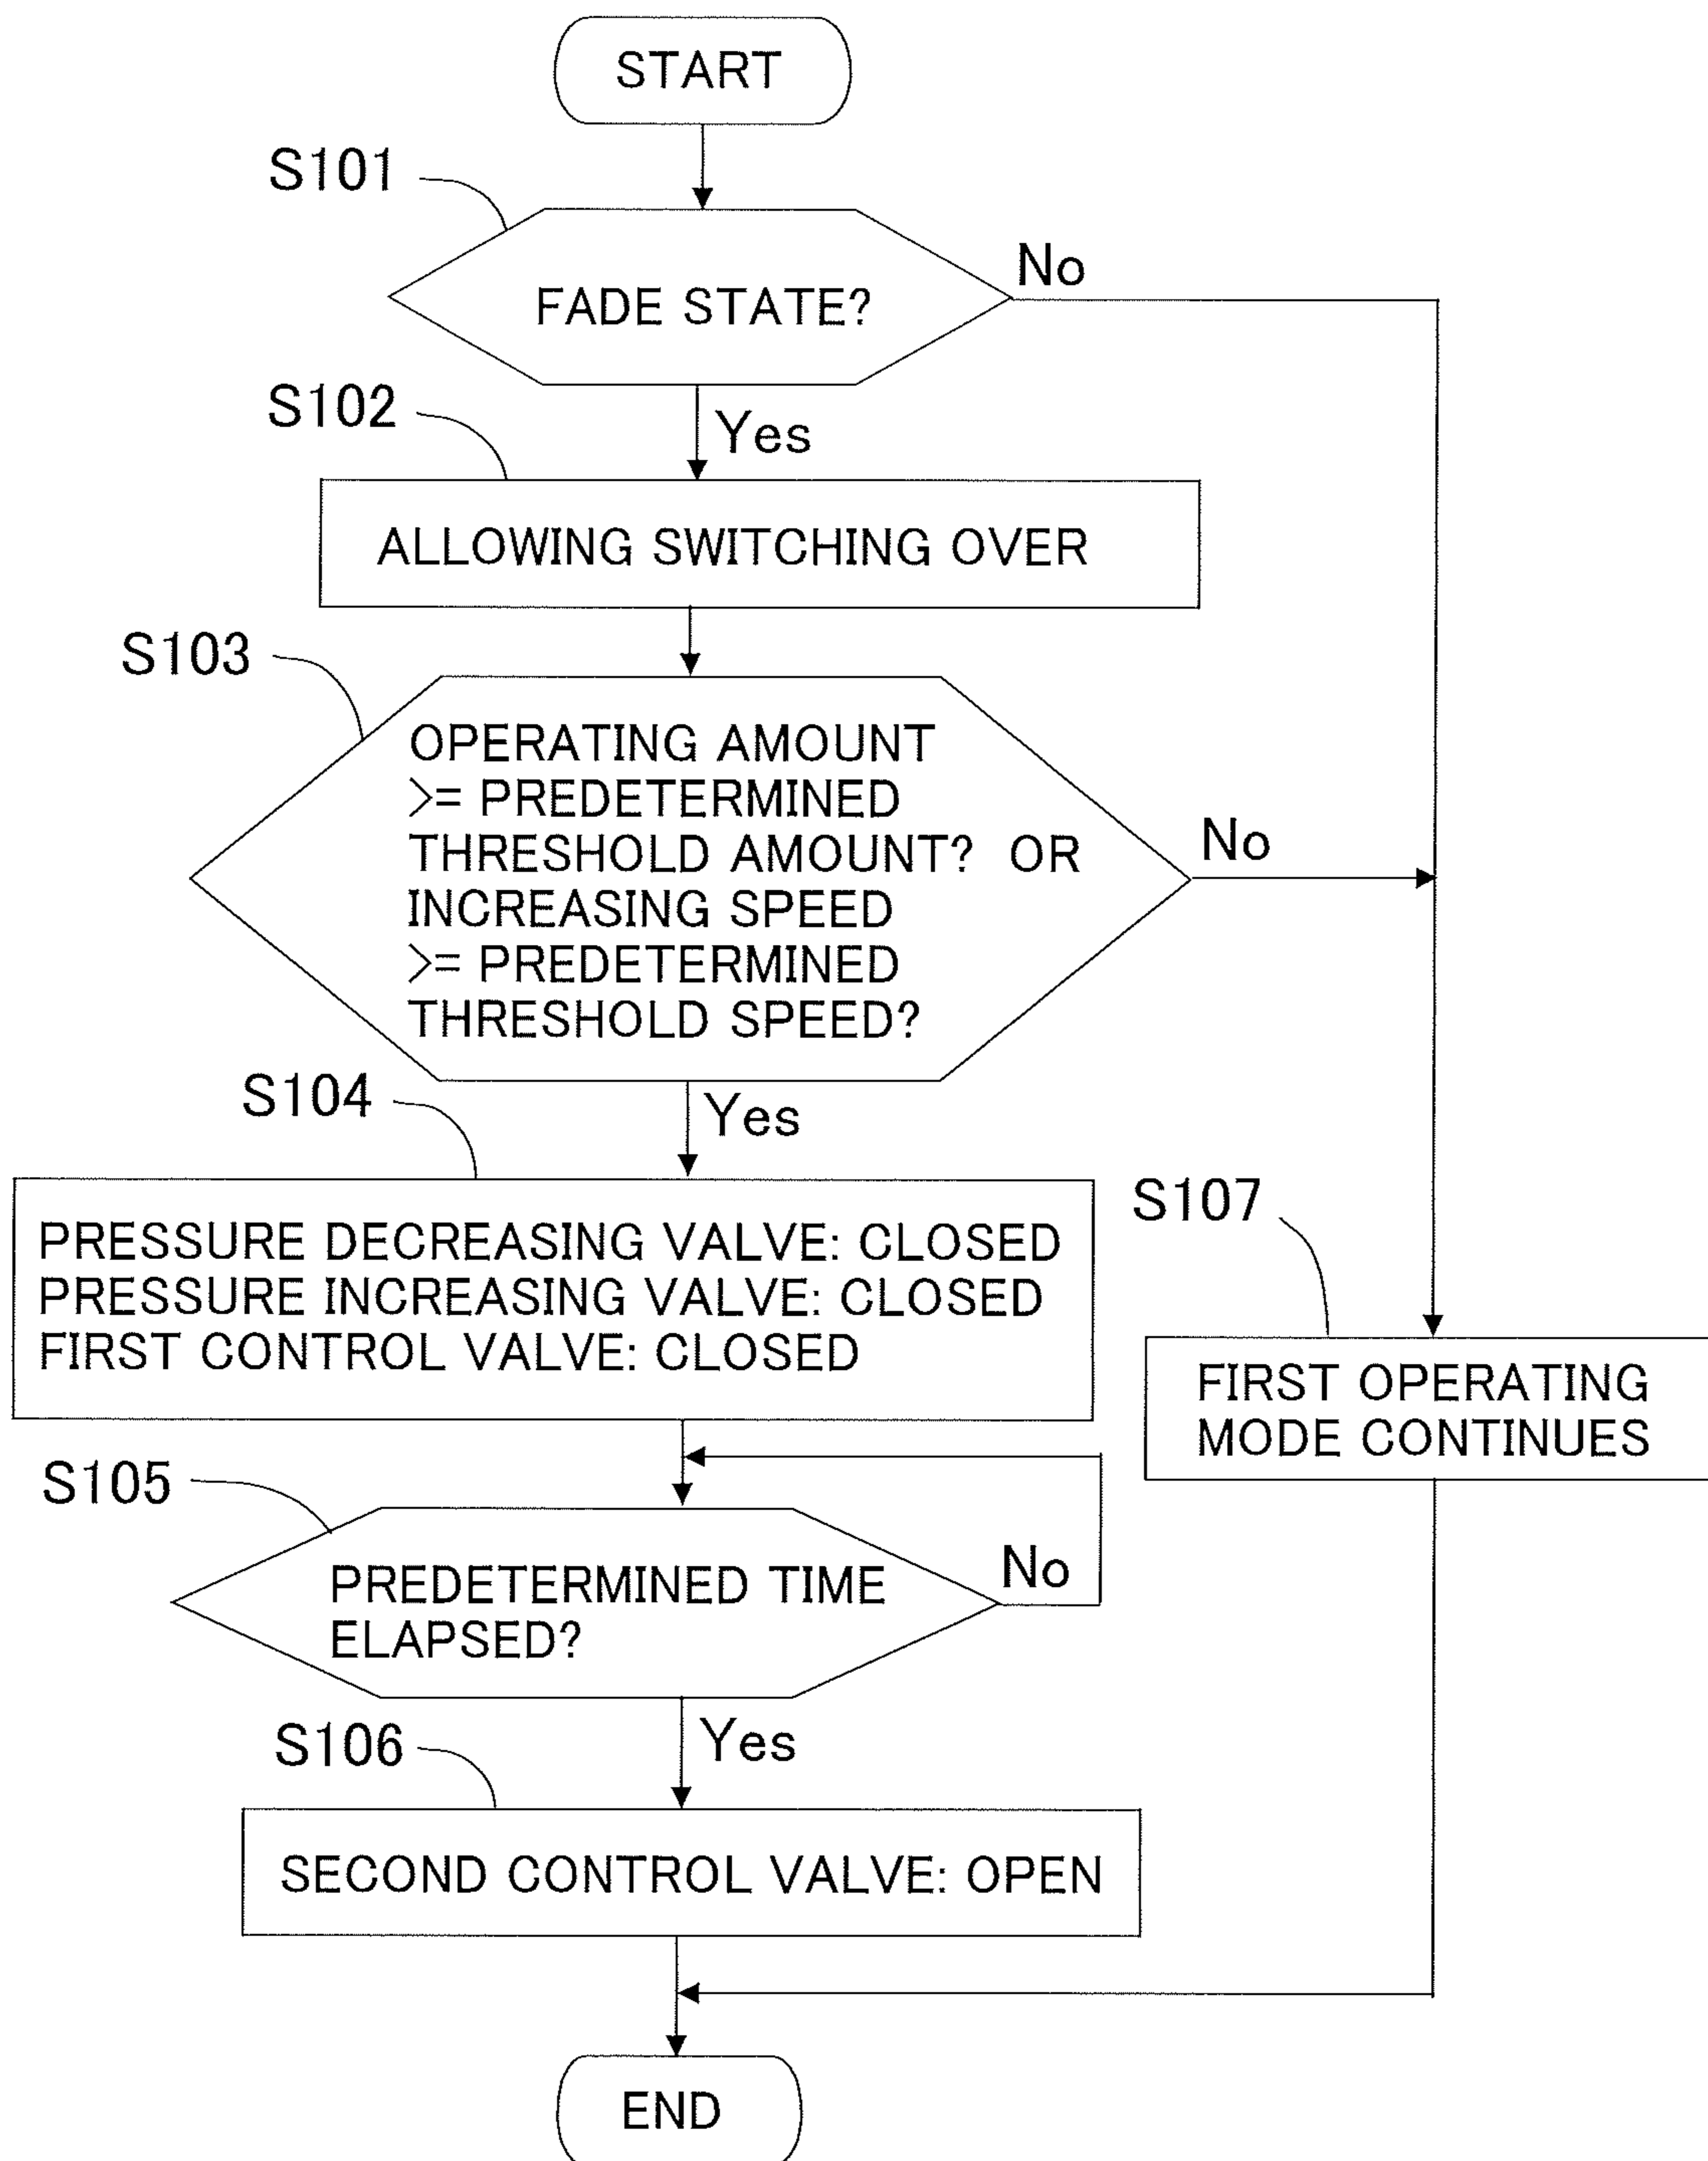 START
S101
No
FADE STATE?
S102
Yes
ALLOWING SWITCHING OVER
S103
OPERATING AMOUNT
>= PREDETERMINED
THRESHOLD AMOUNT? OR
INCREASING SPEED
>= PREDETERMINED
THRESHOLD SPEED?
No
S104
Yes
PRESSURE DECREASING VALVE: CLOSED
PRESSURE INCREASING VALVE: CLOSED
FIRST CONTROL VALVE: CLOSED
S107
FIRST OPERATING
MODE CONTINUES
S105
PREDETERMINED TIME
ELAPSED?
No
S106
Yes
SECOND CONTROL VALVE: OPEN
END